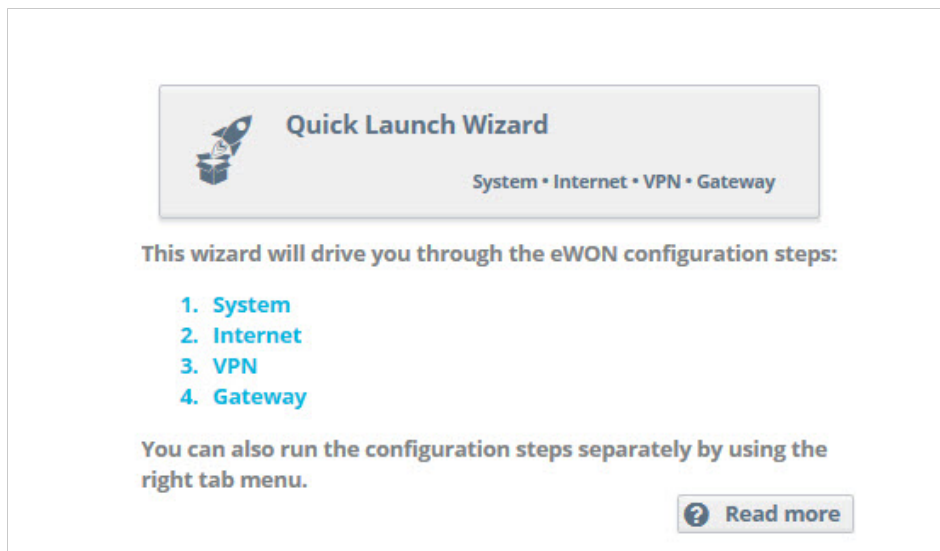 Quick Launch Wizard
System • Internet • VPN • Gateway
This wizard will drive you through the eWON configuration steps:
1. System
2. Internet
3. VPN
4. Gateway
You can also run the configuration steps separately by using the
right tab menu.
Read more